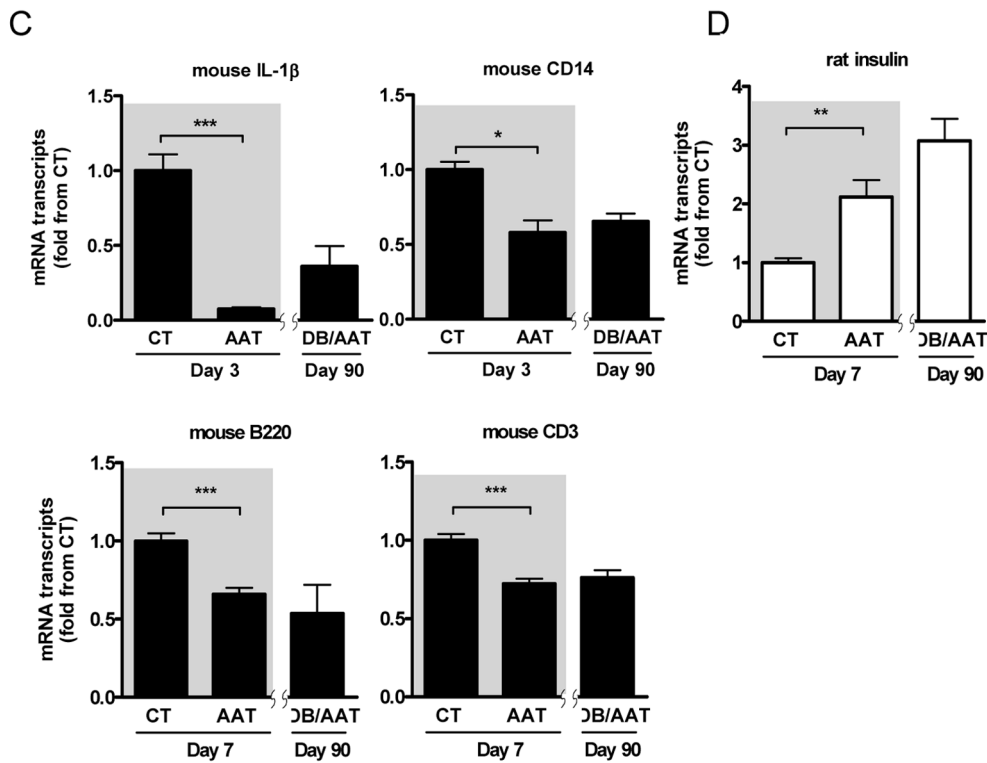 C
D
mouse IL-1β
mRNA transcripts
(fold from CT)
1.5
1.0
0.5
0.0
***
CT
AAT
DB/AAT
Day 3
Day 90
mouse CD14
1.5
1.0
0.5
0.0
*
CT
AAT
DB/AAT
Day 3
Day 90
rat insulin
mRNA transcripts
(fold from CT)
4
3
2
1
0
**
CT
AAT
DB/AAT
Day 7
Day 90
mouse B220
mRNA transcripts
(fold from CT)
1.5
1.0
0.5
0.0
***
CT
AAT
DB/AAT
Day 7
Day 90
mouse CD3
1.5
1.0
0.5
0.0
***
CT
AAT
DB/AAT
Day 7
Day 90